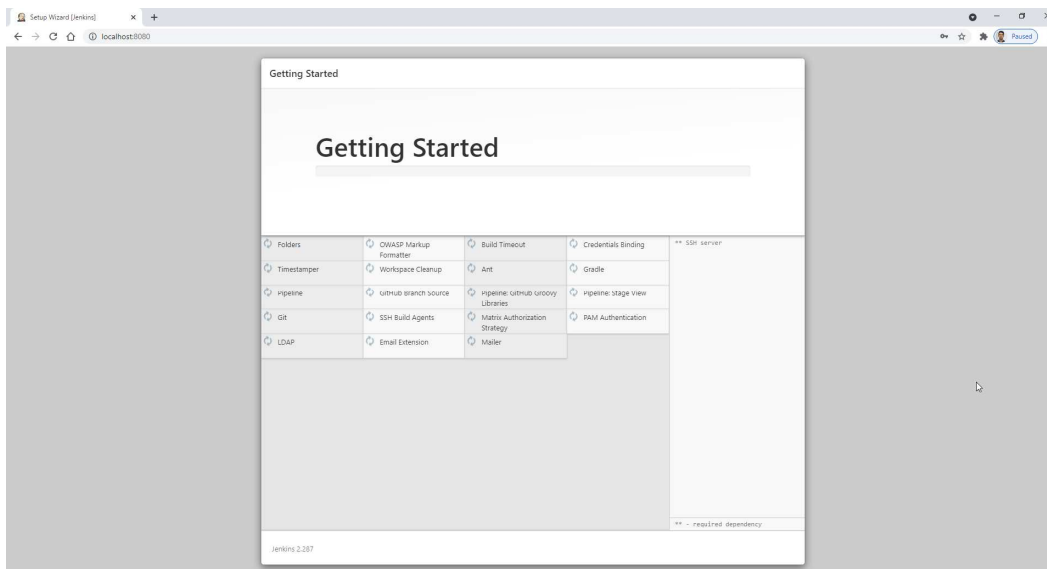 Setup Wizard [Jenkins]
localhost:8080
Paused
Getting Started
Getting Started
Folders
OWASP Markup
Formatter
Build Timeout
Credentials Binding
** SSH server
Timestamper
Workspace Cleanup
Ant
Gradle
Pipeline
GitHub Branch Source
Pipeline: GitHub Groovy
Libraries
Pipeline: Stage View
Git
SSH Build Agents
Matrix Authorization
Strategy
PAM Authentication
LDAP
Email Extension
Mailer
** - required dependency
Jenkins 2.287